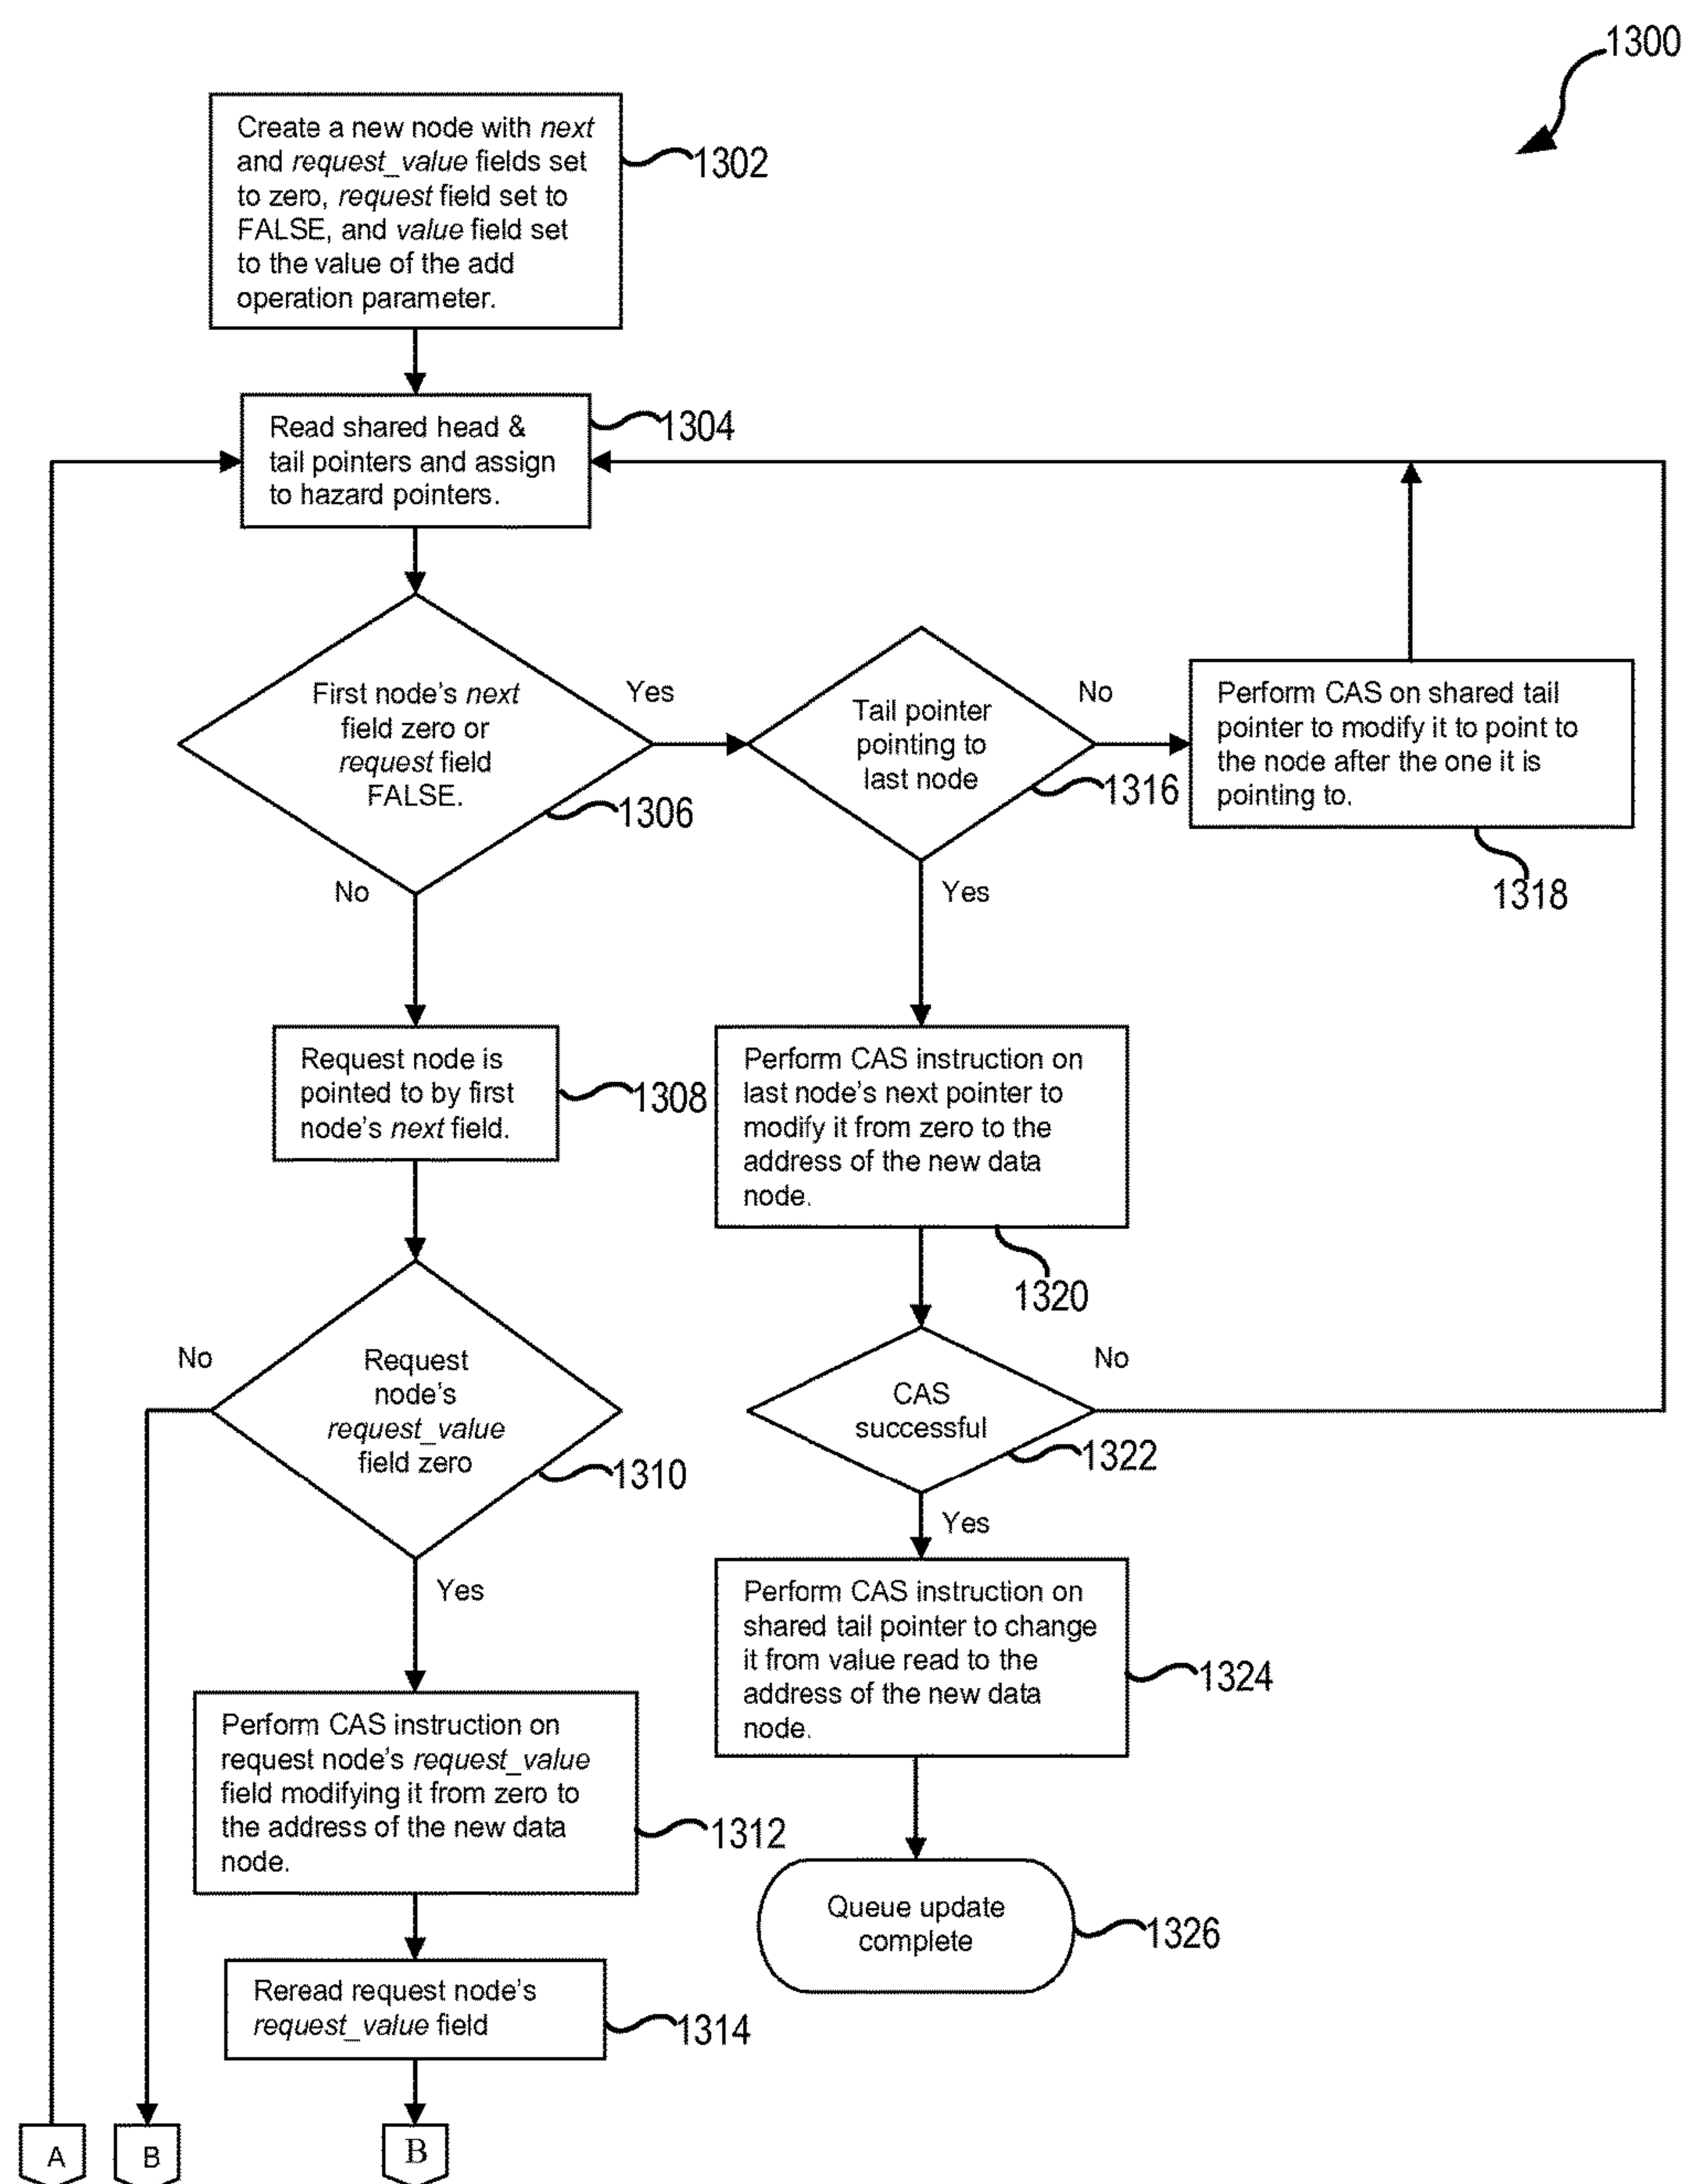 1300
Create a new node with next
and request_value fields set
to zero, request field set to
FALSE, and value field set
to the value of the add
operation parameter.
1302
Read shared head &
tail pointers and assign
to hazard pointers.
1304
First node's next
field zero or
request field
FALSE.
1306
Yes
No
Tail pointer
pointing to
last node
1316
No
Yes
Perform CAS on shared tail
pointer to modify it to point to
the node after the one it is
pointing to.
1318
Request node is
pointed to by first
node's next field.
1308
Perform CAS instruction on
last node's next pointer to
modify it from zero to the
address of the new data
node.
1320
Request
node's
request_value
field zero
1310
No
Yes
CAS
successful
1322
No
Yes
Perform CAS instruction on
shared tail pointer to change
it from value read to the
address of the new data
node.
1324
Perform CAS instruction on
request node's request_value
field modifying it from zero to
the address of the new data
node.
1312
Queue update
complete
1326
Reread request node's
request_value field
1314
A
B
B